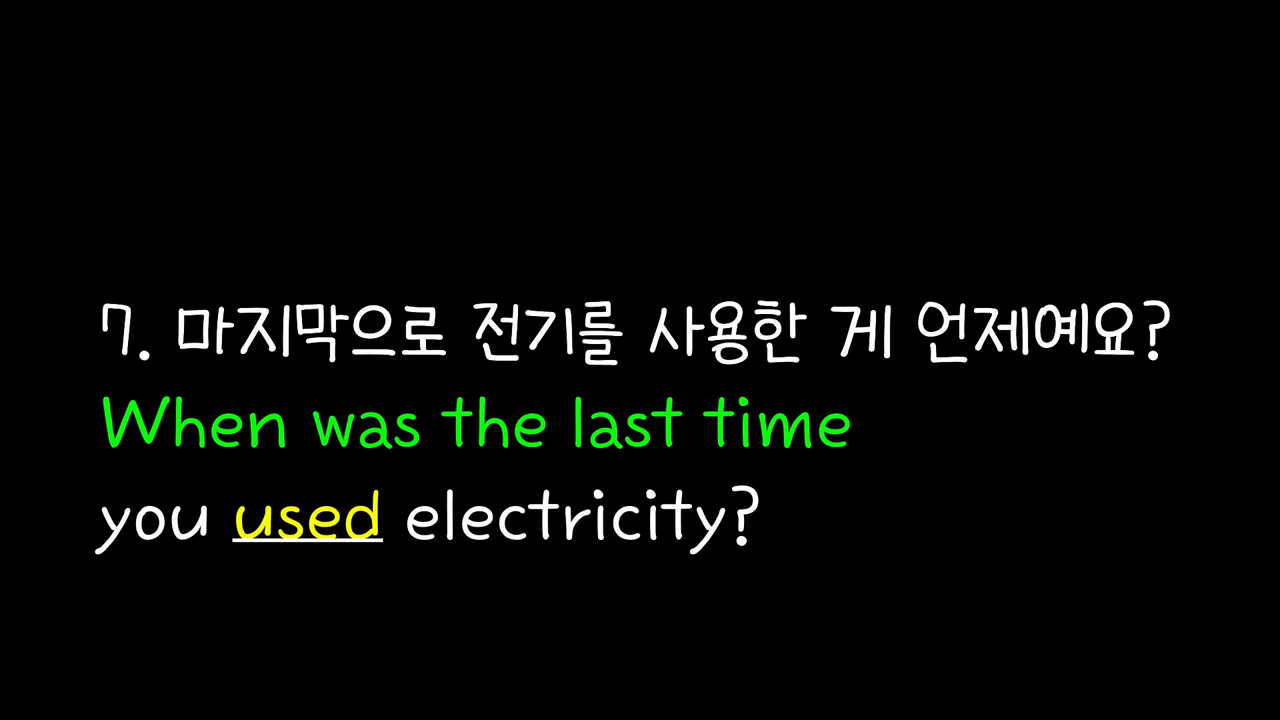 7. 마지막으로 전기를 사용한 게 언제예요?
When was the last time
you used electricity?